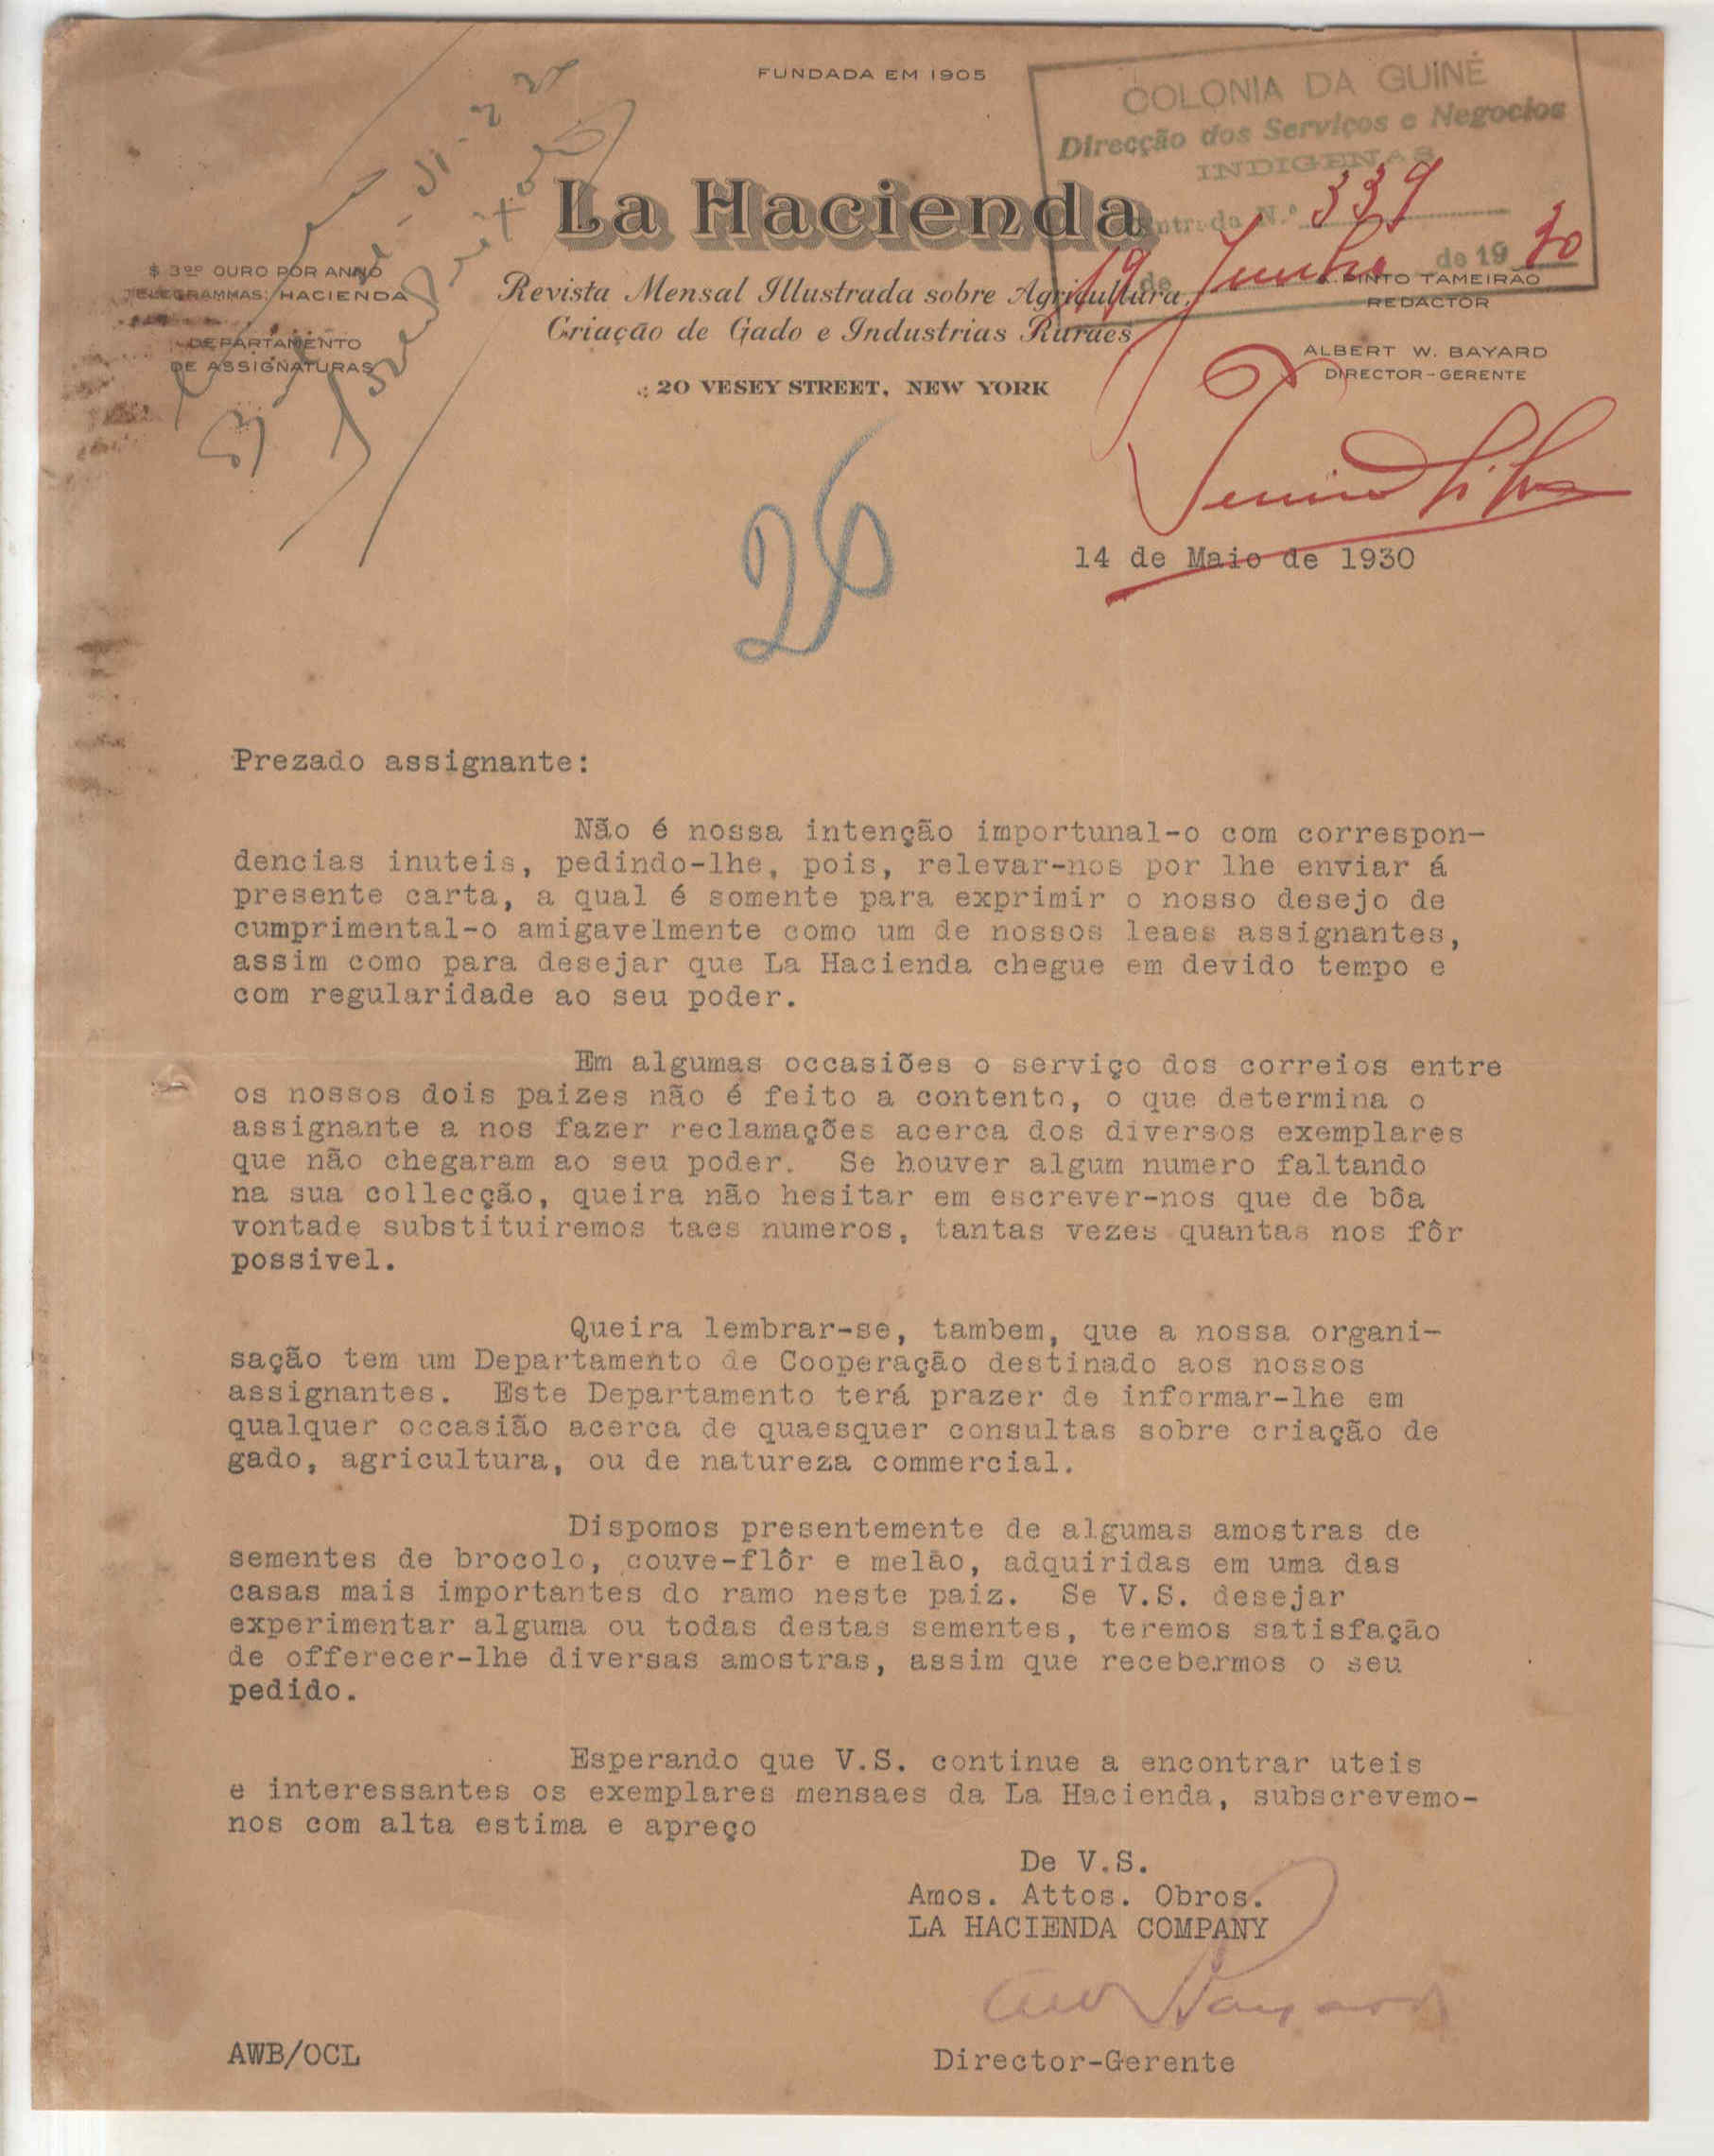 FUNDADA EM 1905
COLONIA DA GUINÉ
Direcção dos Serviços e Negocios
INDIGENAS
Entrada N.º 339
19 de Junho de 1930
La Hacienda
$ 3.00 OURO POR ANNO
TELEGRAMMAS: HACIENDA
DEPARTAMENTO
DE ASSIGNATURAS
Revista Mensal Illustrada sobre Agricultura,
Criação de Gado e Industrias Ruraes
20 VESEY STREET, NEW YORK
PINTO TAMEIRÃO
REDACTOR
ALBERT W. BAYARD
DIRECTOR-GERENTE
26
14 de Maio de 1930
Prezado assignante:
Não é nossa intenção importunal-o com correspon-
dencias inuteis, pedindo-lhe, pois, relevar-nos por lhe enviar á
presente carta, a qual é somente para exprimir o nosso desejo de
cumprimental-o amigavelmente como um de nossos leaes assignantes,
assim como para desejar que La Hacienda chegue em devido tempo e
com regularidade ao seu poder.
Em algumas occasiões o serviço dos correios entre
os nossos dois paizes não é feito a contento, o que determina o
assignante a nos fazer reclamações acerca dos diversos exemplares
que não chegaram ao seu poder. Se houver algum numero faltando
na sua collecção, queira não hesitar em escrever-nos que de bôa
vontade substituiremos taes numeros, tantas vezes quantas nos fôr
possivel.
Queira lembrar-se, tambem, que a nossa organi-
sação tem um Departamento de Cooperação destinado aos nossos
assignantes. Este Departamento terá prazer de informar-lhe em
qualquer occasião acerca de quaesquer consultas sobre criação de
gado, agricultura, ou de natureza commercial.
Dispomos presentemente de algumas amostras de
sementes de brocolo, couve-flôr e melão, adquiridas em uma das
casas mais importantes do ramo neste paiz. Se V.S. desejar
experimentar alguma ou todas destas sementes, teremos satisfação
de offerecer-lhe diversas amostras, assim que recebermos o seu
pedido.
Esperando que V.S. continue a encontrar uteis
e interessantes os exemplares mensaes da La Hacienda, subscrevemo-
nos com alta estima e apreço
De V.S.
Amos. Attos. Obros.
LA HACIENDA COMPANY
AWB/OCL
Director-Gerente